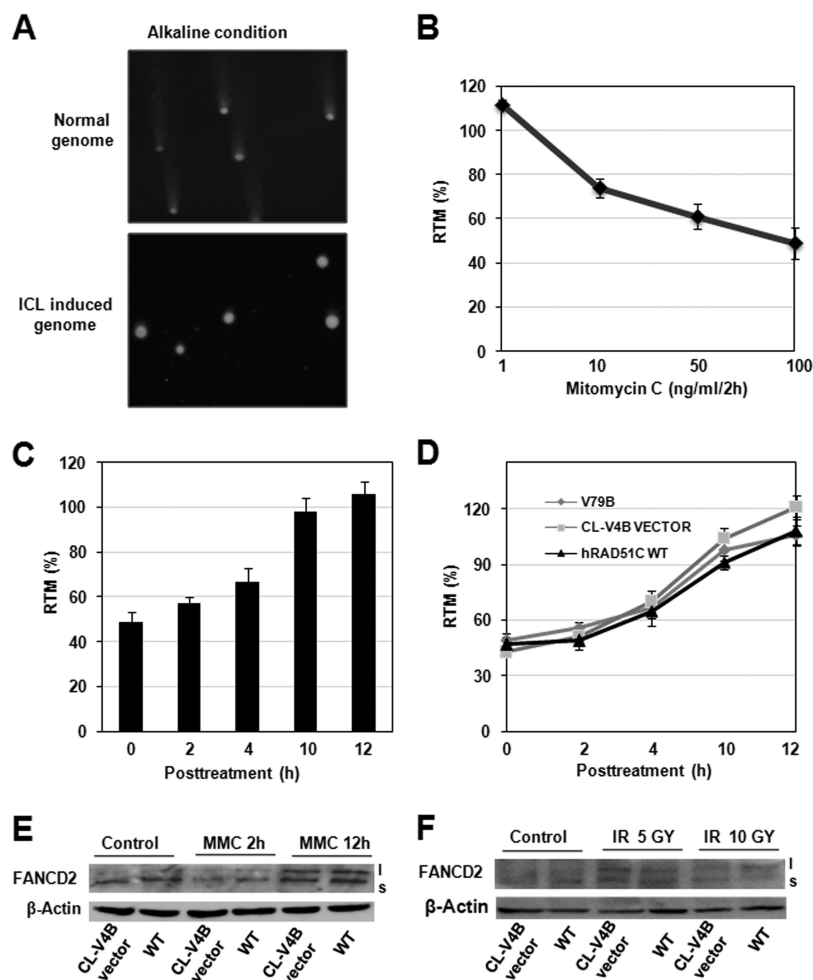 A
Alkaline condition
Normal
genome
ICL induced
genome
B
120
100
80
60
40
20
0
RTM (%)
1 10 50 100
Mitomycin C (ng/ml/2h)
C
120
100
80
60
40
20
0
RTM (%)
0 2 4 10 12
Posttreatment (h)
D
120
90
60
30
0
RTM (%)
V79B
CL-V4B VECTOR
hRAD51C WT
0 2 4 10 12
Posttreatment (h)
E
Control MMC 2h MMC 12h
FANCD2
l
s
β-Actin
CL-V4B
vector
WT
CL-V4B
vector
WT
CL-V4B
vector
WT
F
Control IR 5 GY IR 10 GY
FANCD2
l
s
β-Actin
CL-V4B
vector
WT
CL-V4B
vector
WT
CL-V4B
vector
WT